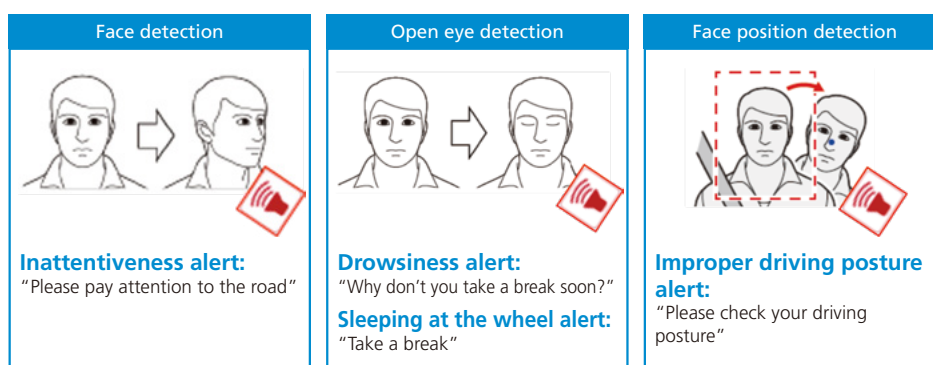 Face detection
Inattentiveness alert:
“Please pay attention to the road”
Open eye detection
Drowsiness alert:
“Why don’t you take a break soon?”
Sleeping at the wheel alert:
“Take a break”
Face position detection
Improper driving posture
alert:
“Please check your driving
posture”